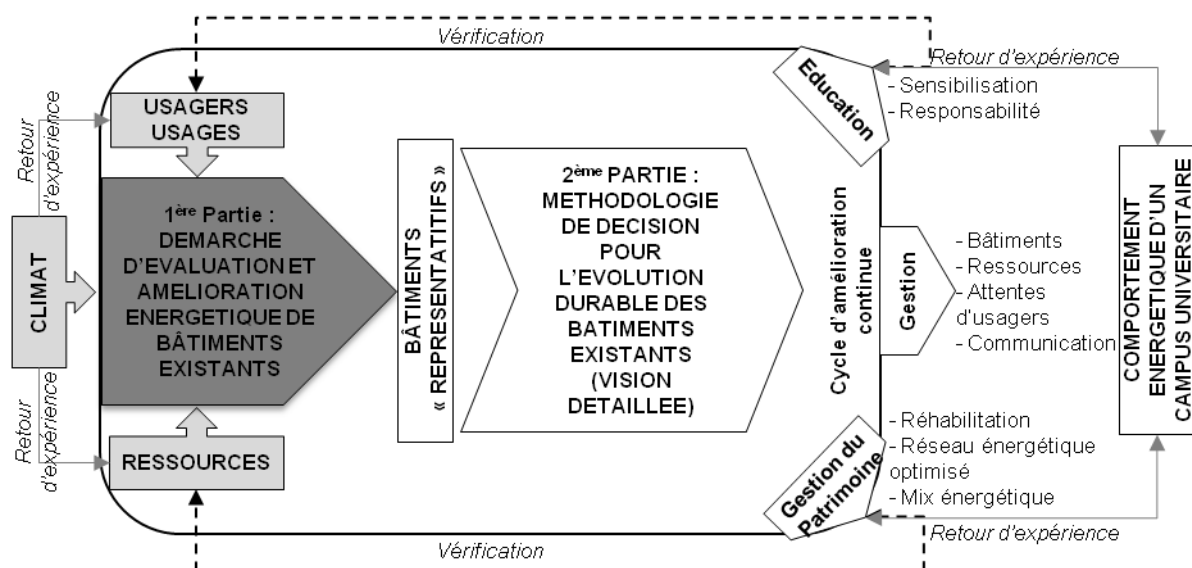 Vérification
Retour
d'expérience
USAGERS
USAGES
CLIMAT
1ère Partie :
DEMARCHE
D'EVALUATION ET
AMELIORATION
ENERGETIQUE DE
BÂTIMENTS
EXISTANTS
Retour
d'expérience
RESSOURCES
BÂTIMENTS
« REPRESENTATITIFS »
2ème PARTIE :
METHODOLOGIE
DE DECISION
POUR
L'EVOLUTION
DURABLE DES
BATIMENTS
EXISTANTS
(VISION
DETAILLEE)
Cycle d'amélioration
continue
Education
Retour d'expérience
- Sensibilisation
- Responsabilité
Gestion
- Bâtiments
- Ressources
- Attentes
d'usagers
- Communication
Gestion du
Patrimoine
- Réhabilitation
- Réseau énergétique
optimisé
- Mix énergétique
Retour d'expérience
COMPORTEMENT
ENERGETIQUE D'UN
CAMPUS UNIVERSITAIRE
Vérification